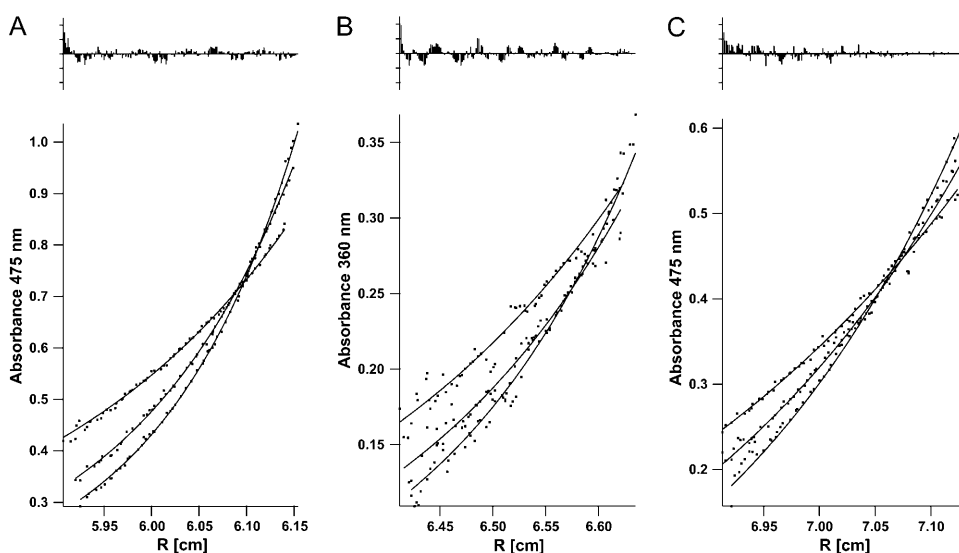 A
B
C
Absorbance 475 nm
1.0
0.9
0.8
0.7
0.6
0.5
0.4
0.3
5.95 6.00 6.05 6.10 6.15
R [cm]
Absorbance 360 nm
0.35
0.30
0.25
0.20
0.15
6.45 6.50 6.55 6.60
R [cm]
Absorbance 475 nm
0.6
0.5
0.4
0.3
0.2
6.95 7.00 7.05 7.10
R [cm]